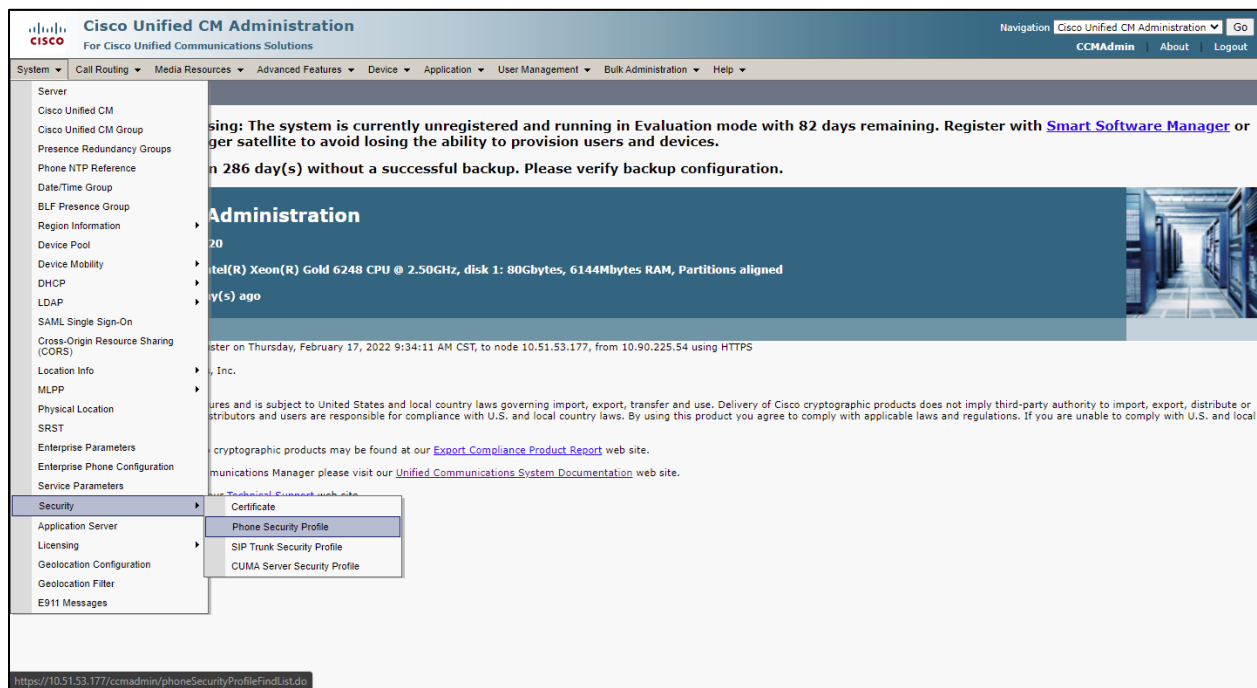 CISCO
Cisco Unified CM Administration
For Cisco Unified Communications Solutions
Navigation Cisco Unified CM Administration Go
CCMAdmin About Logout
System Call Routing Media Resources Advanced Features Device Application User Management Bulk Administration Help
Server
Cisco Unified CM
Cisco Unified CM Group
Presence Redundancy Groups
Phone NTP Reference
Date/Time Group
BLF Presence Group
Region Information
Device Pool
Device Mobility
DHCP
LDAP
SAML Single Sign-On
Cross-Origin Resource Sharing
(CORS)
Location Info
MLPP
Physical Location
SRST
Enterprise Parameters
Enterprise Phone Configuration
Service Parameters
Security
Application Server
Licensing
Geolocation Configuration
Geolocation Filter
E911 Messages
Certificate
Phone Security Profile
SIP Trunk Security Profile
CUMA Server Security Profile
sing: The system is currently unregistered and running in Evaluation mode with 82 days remaining. Register with Smart Software Manager or
ger satellite to avoid losing the ability to provision users and devices.
n 286 day(s) without a successful backup. Please verify backup configuration.
Administration
20
tel(R) Xeon(R) Gold 6248 CPU @ 2.50GHz, disk 1: 80Gbytes, 6144Mbytes RAM, Partitions aligned
y(s) ago
ster on Thursday, February 17, 2022 9:34:11 AM CST, to node 10.51.53.177, from 10.90.225.54 using HTTPS
, Inc.
ures and is subject to United States and local country laws governing import, export, transfer and use. Delivery of Cisco cryptographic products does not imply third-party authority to import, export, distribute or
stributors and users are responsible for compliance with U.S. and local country laws. By using this product you agree to comply with applicable laws and regulations. If you are unable to comply with U.S. and local
cryptographic products may be found at our Export Compliance Product Report web site.
munications Manager please visit our Unified Communications System Documentation web site.
our Technical Support web site.
https://10.51.53.177/ccmadmin/phoneSecurityProfileFindList.do